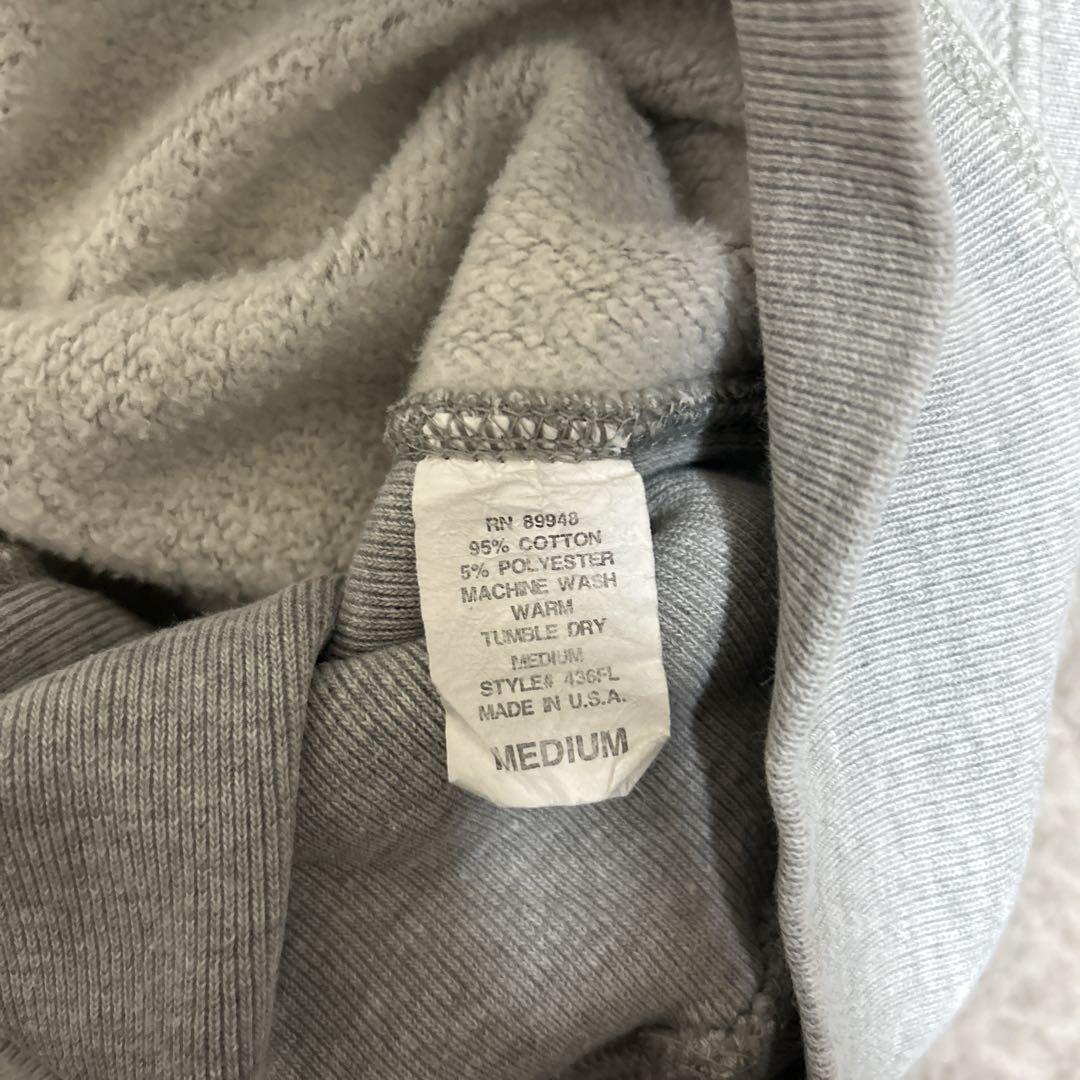 RN 89948
95% COTTON
5% POLYESTER
MACHINE WASH
WARM
TUMBLE DRY
MEDIUM
STYLE# 436FL
MADE IN U.S.A.
MEDIUM